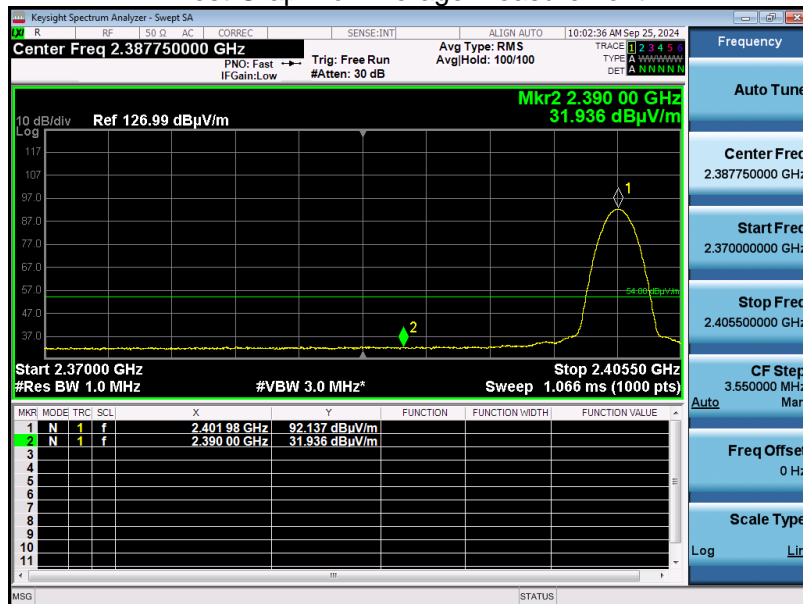 Keysight Spectrum Analyzer - Swept SA
LXI R RF 50 Ω AC CORREC SENSE:INT ALIGN AUTO 10:02:36 AM Sep 25, 2024
Center Freq 2.387750000 GHz
PNO: Fast
IFGain:Low
Trig: Free Run
#Atten: 30 dB
Avg Type: RMS
Avg|Hold: 100/100
TRACE 1 2 3 4 5 6
TYPE A WWWWW
DET A N N N N N
Mkr2 2.390 00 GHz
31.936 dBµV/m
10 dB/div Ref 126.99 dBµV/m
Log
117
107
97.0
87.0
77.0
67.0
57.0
47.0
37.0
1
2
54.00 dBµV/m
Start 2.37000 GHz Stop 2.40550 GHz
#Res BW 1.0 MHz #VBW 3.0 MHz* Sweep 1.066 ms (1000 pts)
MKR MODE TRC SCL X Y FUNCTION FUNCTION WIDTH FUNCTION VALUE
1 N 1 f 2.401 98 GHz 92.137 dBµV/m
2 N 1 f 2.390 00 GHz 31.936 dBµV/m
3
4
5
6
7
8
9
10
11
MSG STATUS
Frequency
Auto Tune
Center Freq
2.387750000 GHz
Start Freq
2.370000000 GHz
Stop Freq
2.405500000 GHz
CF Step
3.550000 MHz
Auto Man
Freq Offset
0 Hz
Scale Type
Log Lin